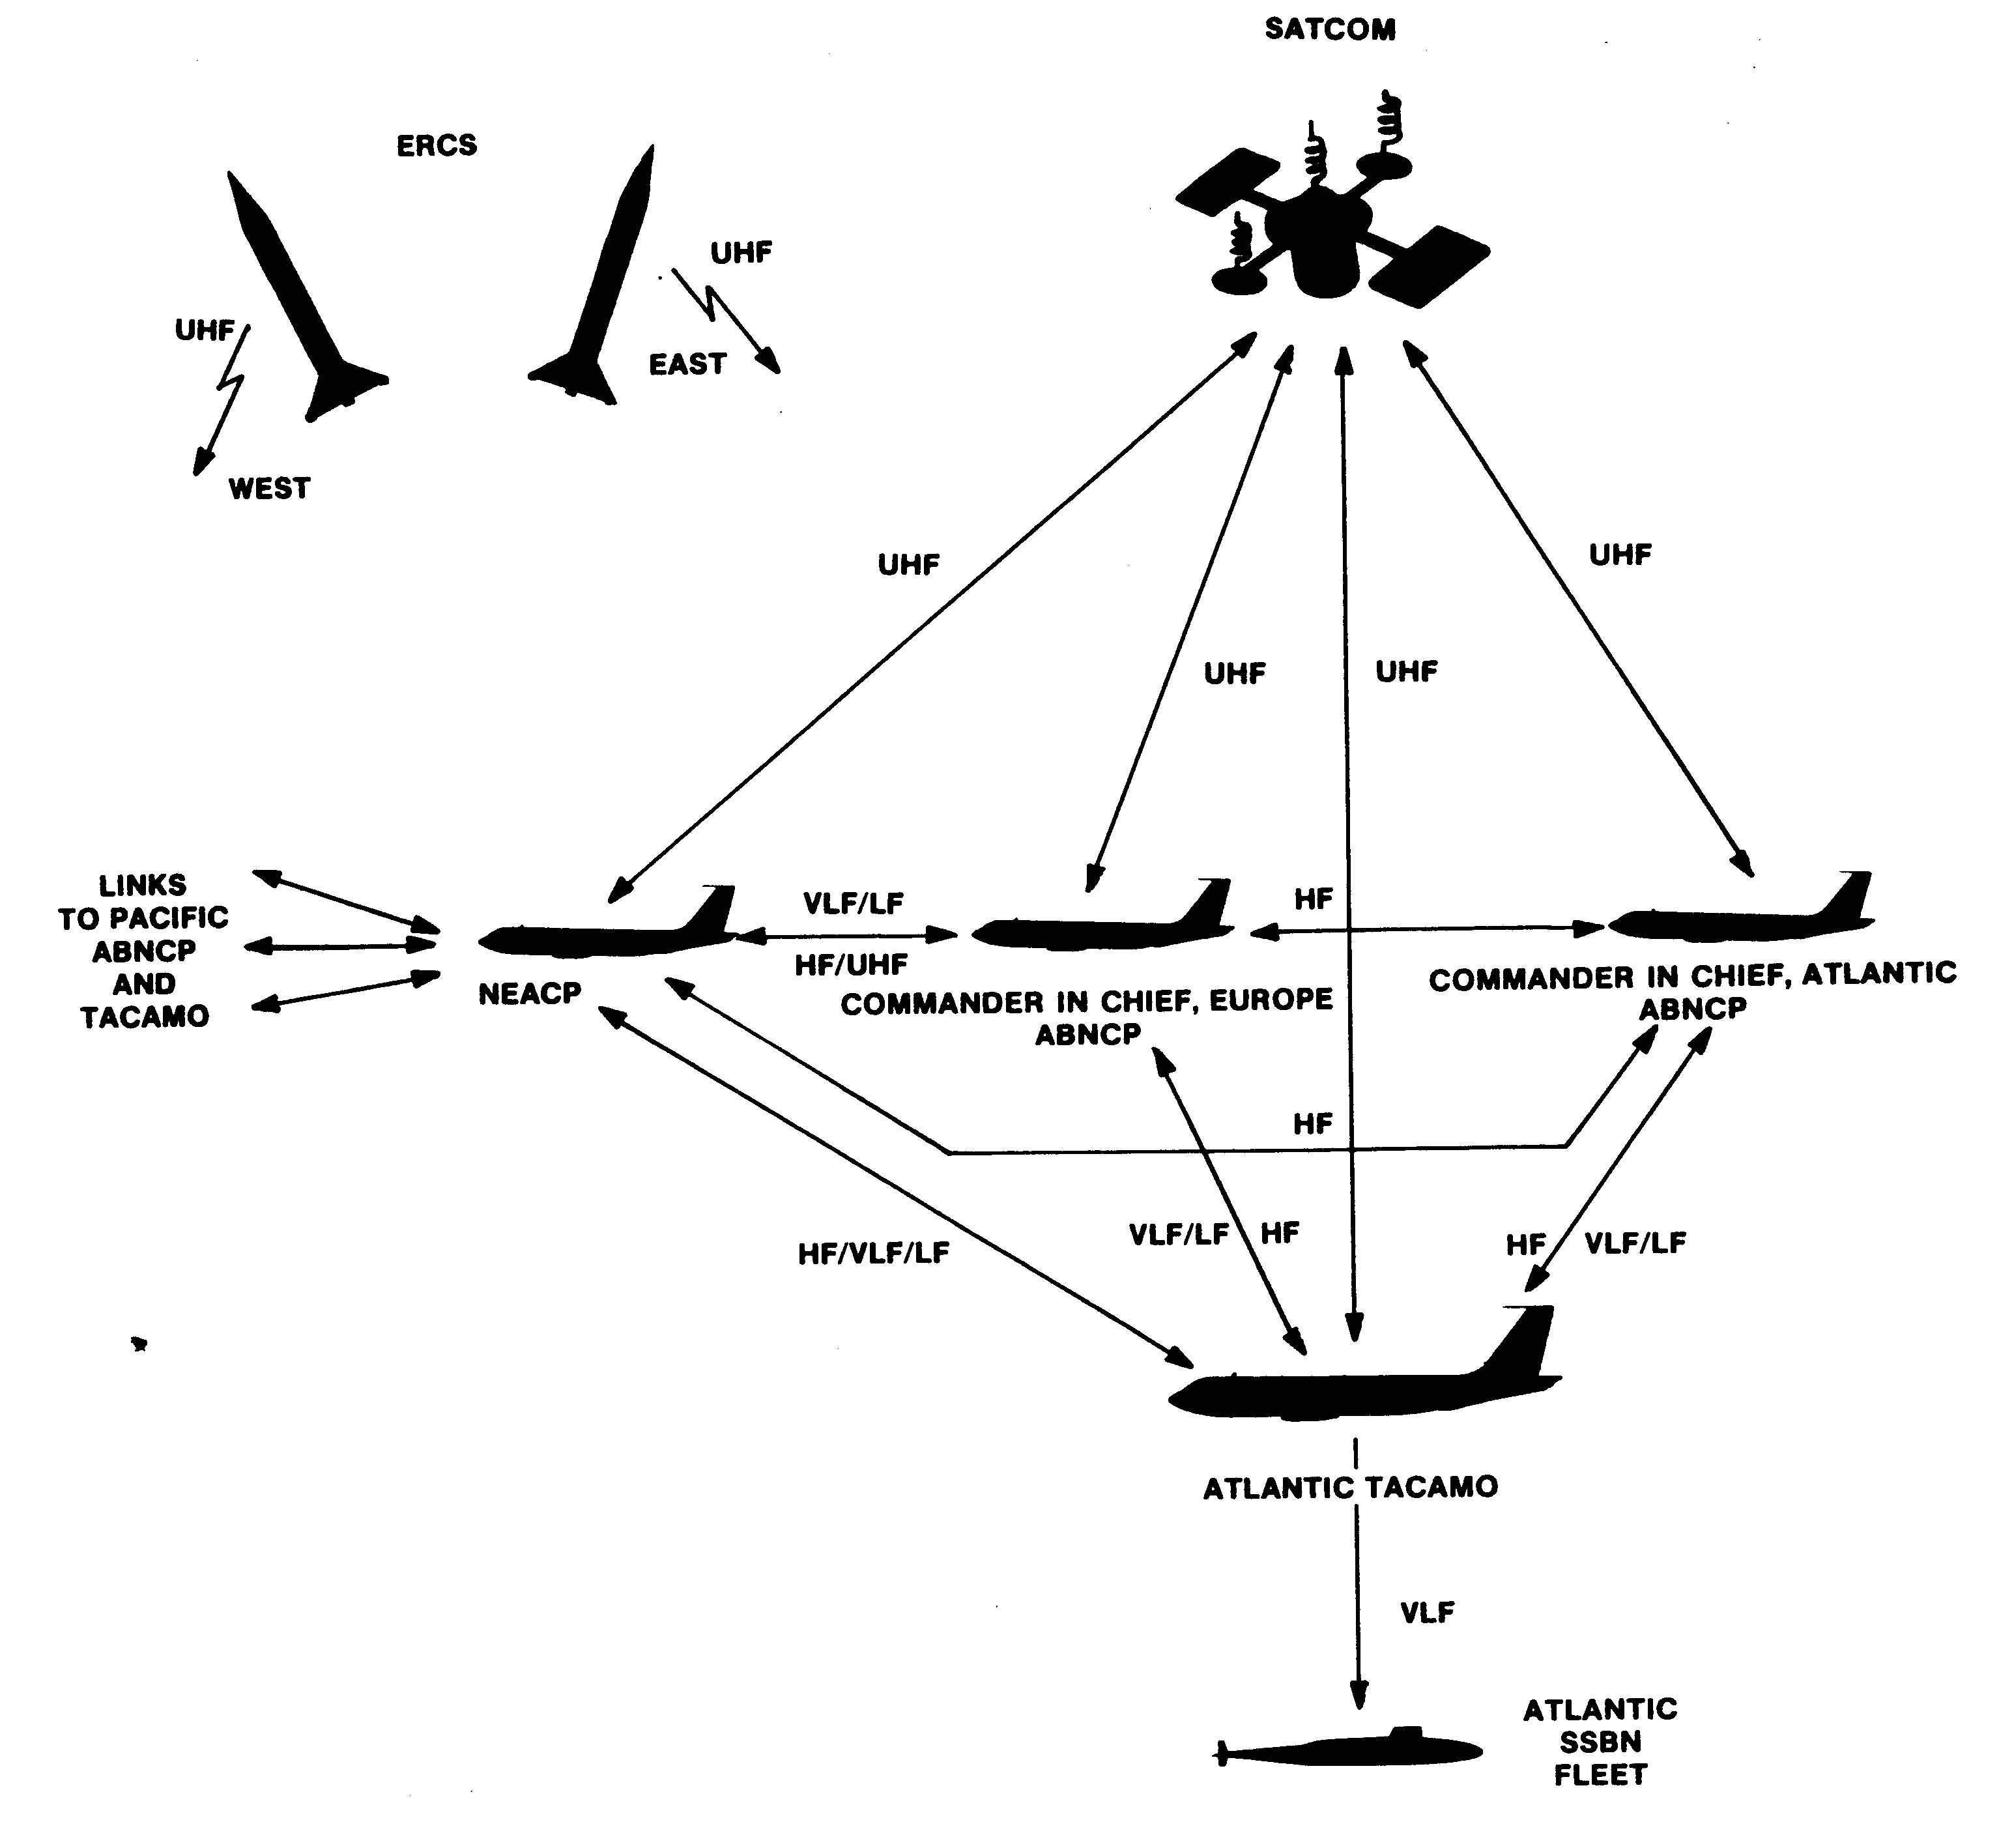 SATCOM
ERCS
UHF
UHF
EAST
WEST
UHF
UHF
UHF
UHF
LINKS
TO PACIFIC
ABNCP
AND
TACAMO
VLF/LF
HF/UHF
NEACP
HF
COMMANDER IN CHIEF, EUROPE
ABNCP
COMMANDER IN CHIEF, ATLANTIC
ABNCP
HF
HF/VLF/LF
VLF/LF
HF
HF
VLF/LF
ATLANTIC TACAMO
VLF
ATLANTIC
SSBN
FLEET